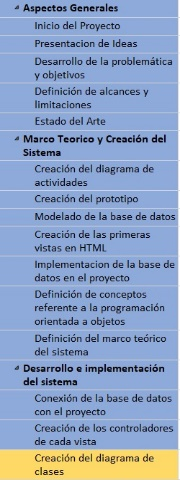 Aspectos Generales
Inicio del Proyecto
Presentacion de Ideas
Desarrollo de la problemática
y objetivos
Definición de alcances y
limitaciones
Estado del Arte
Marco Teorico y Creación del
Sistema
Creación del diagrama de
actividades
Creación del prototipo
Modelado de la base de datos
Creación de las primeras
vistas en HTML
Implementacion de la base de
datos en el proyecto
Definición de conceptos
referente a la programación
orientada a objetos
Definición del marco teórico
del sistema
Desarrollo e implementación
del sistema
Conexión de la base de datos
con el proyecto
Creación de los controladores
de cada vista
Creación del diagrama de
clases